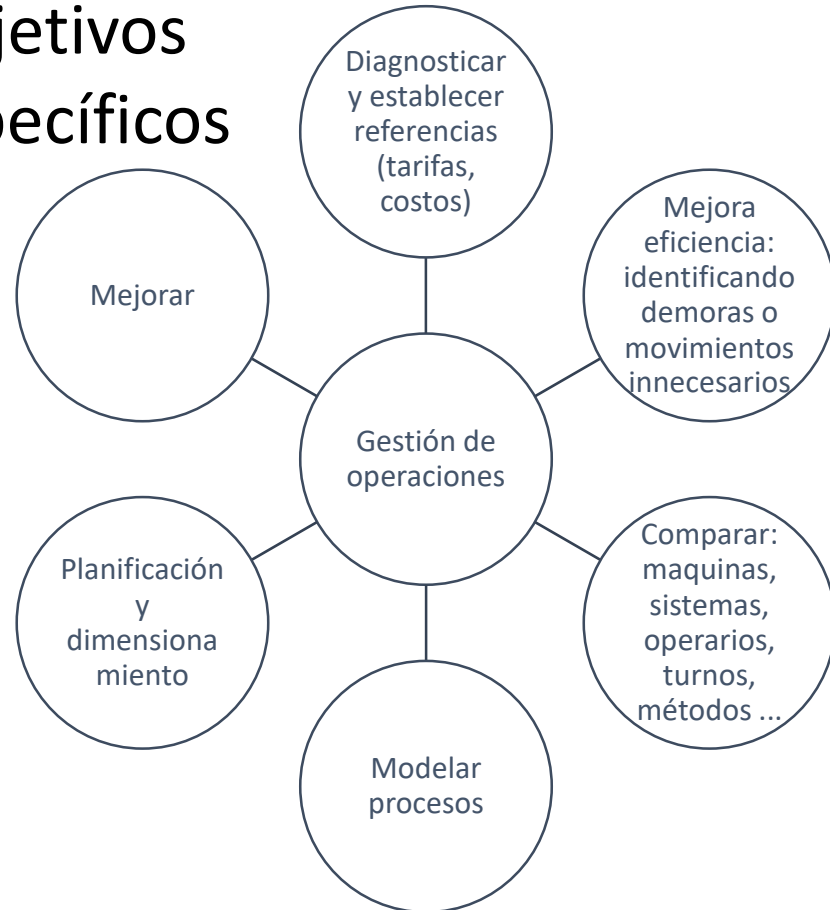 jetivos
pecíficos
Diagnosticar
y establecer
referencias
(tarifas,
costos)
Mejora
eficiencia:
identificando
demoras o
movimientos
innecesarios
Comparar:
maquinas,
sistemas,
operarios,
turnos,
métodos ...
Modelar
procesos
Planificación
y
dimensiona
miento
Mejorar
Gestión de
operaciones